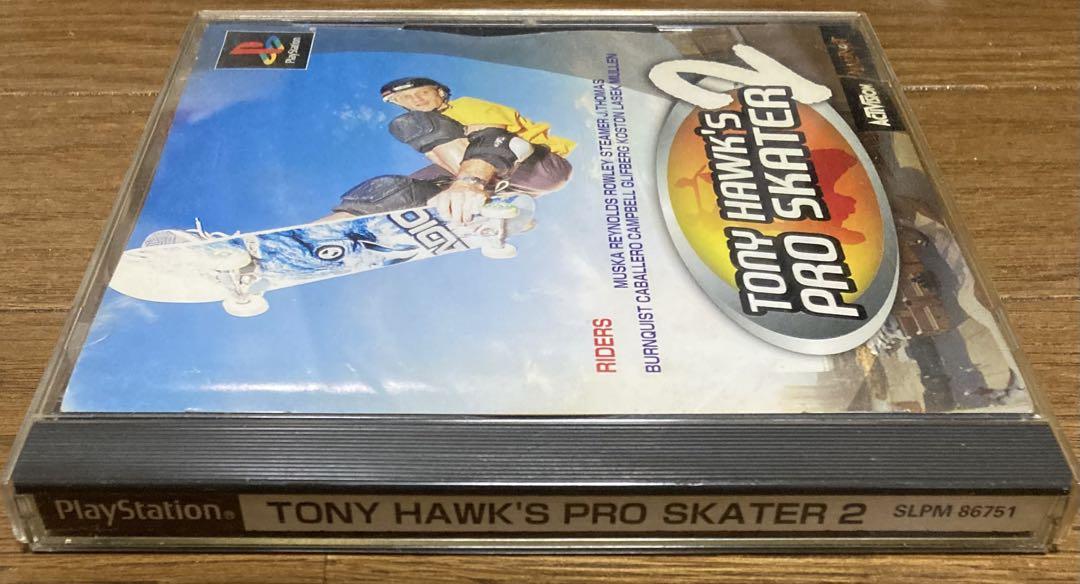 PlayStation
TONY HAWK'S
PRO SKATER 2
ACTIVISION
RIDERS
MUSKA REYNOLDS ROWLEY STEAMER J.THOMAS
BURNQUIST CABALLERO CAMPBELL GLIFBERG KOSTON LASEK MULLEN
PlayStation® TONY HAWK'S PRO SKATER 2 SLPM 86751